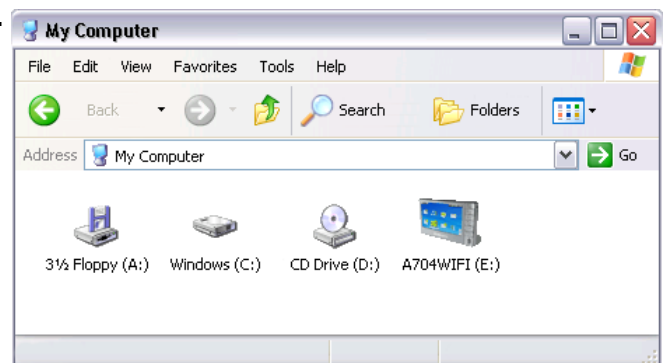 My Computer
File Edit View Favorites Tools Help
Back Search Folders
Address My Computer Go
3½ Floppy (A:) Windows (C:) CD Drive (D:) A704WIFI (E:)